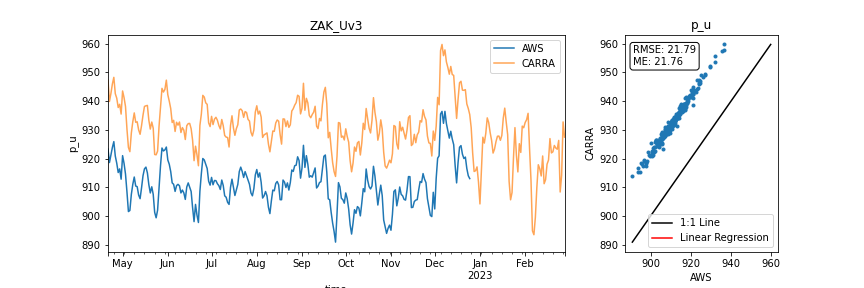 ZAK_Uv3
p_u
960
950
940
930
920
910
900
890
AWS
CARRA
May
Jun
Jul
Aug
Sep
Oct
Nov
Dec
Jan
2023
Feb
p_u
960
950
940
930
920
910
900
890
CARRA
RMSE: 21.79
ME: 21.76
1:1 Line
Linear Regression
900
920
940
960
AWS